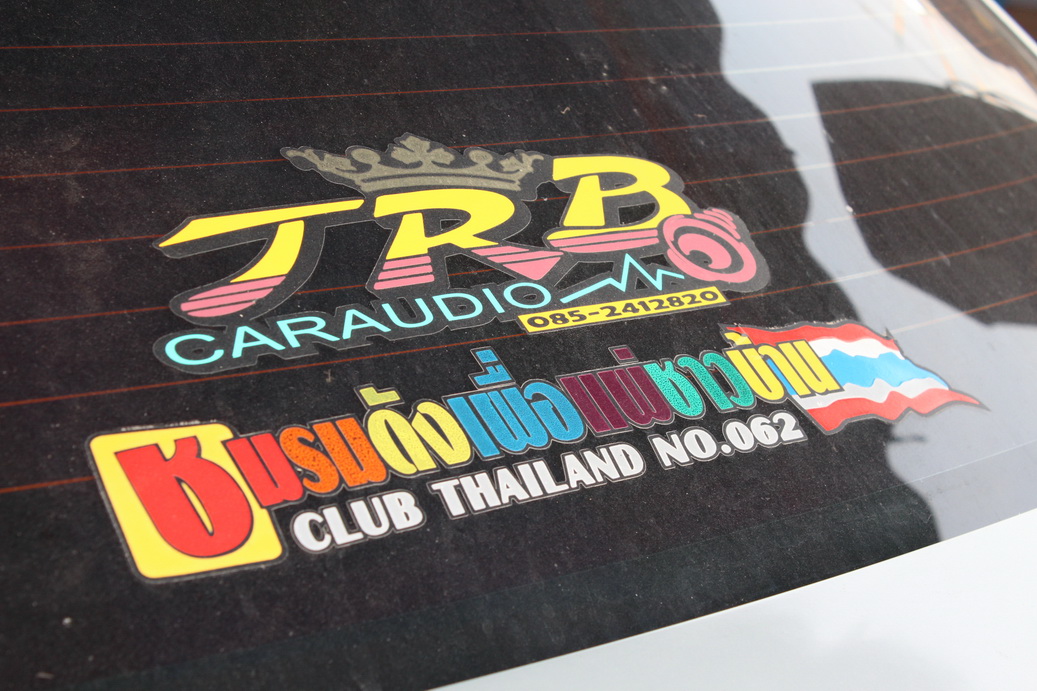 TRB
CARAUDIO
085-2412820
ชมรมดังเพื่อแผ่ชาวบ้าน
CLUB THAILAND NO.062